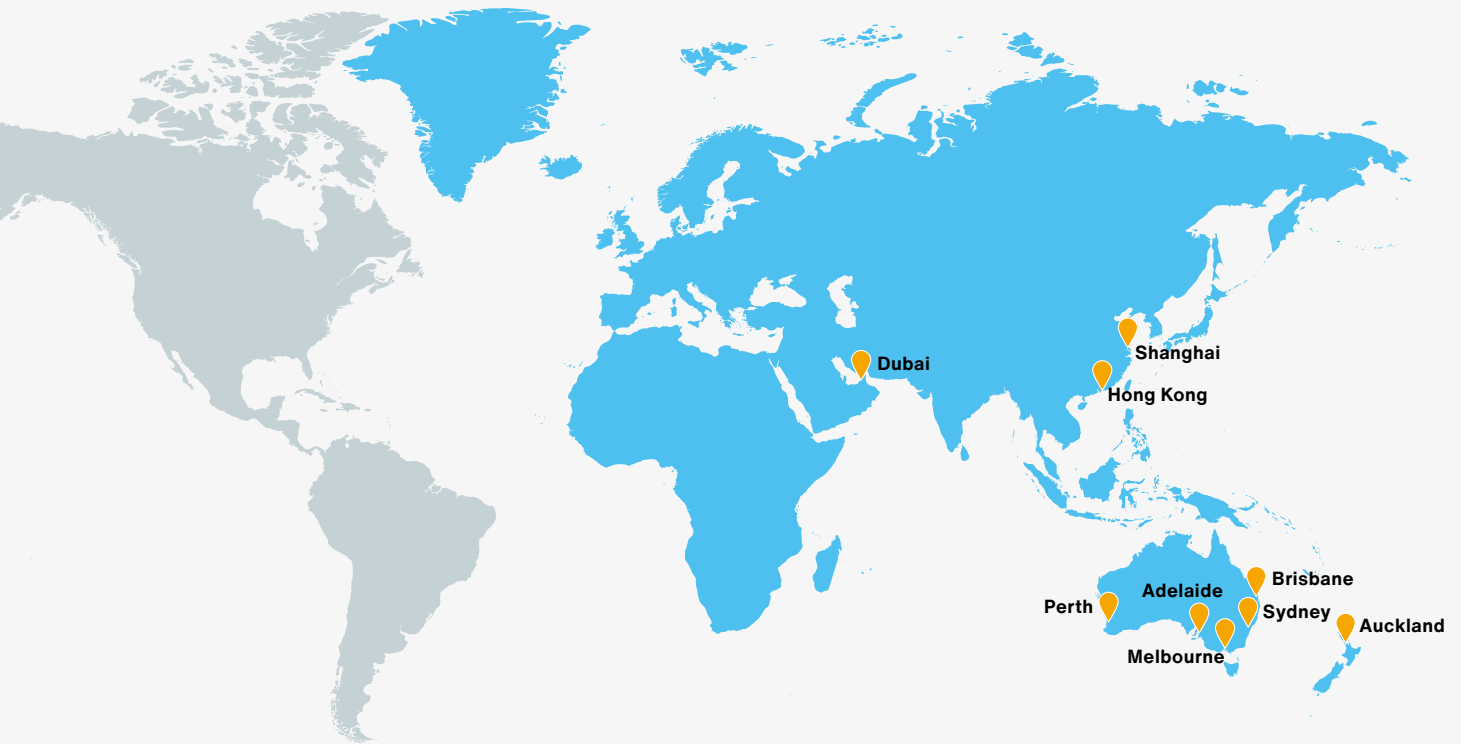 Shanghai
Dubai
Hong Kong
Brisbane
Adelaide
Perth
Sydney
Auckland
Melbourne